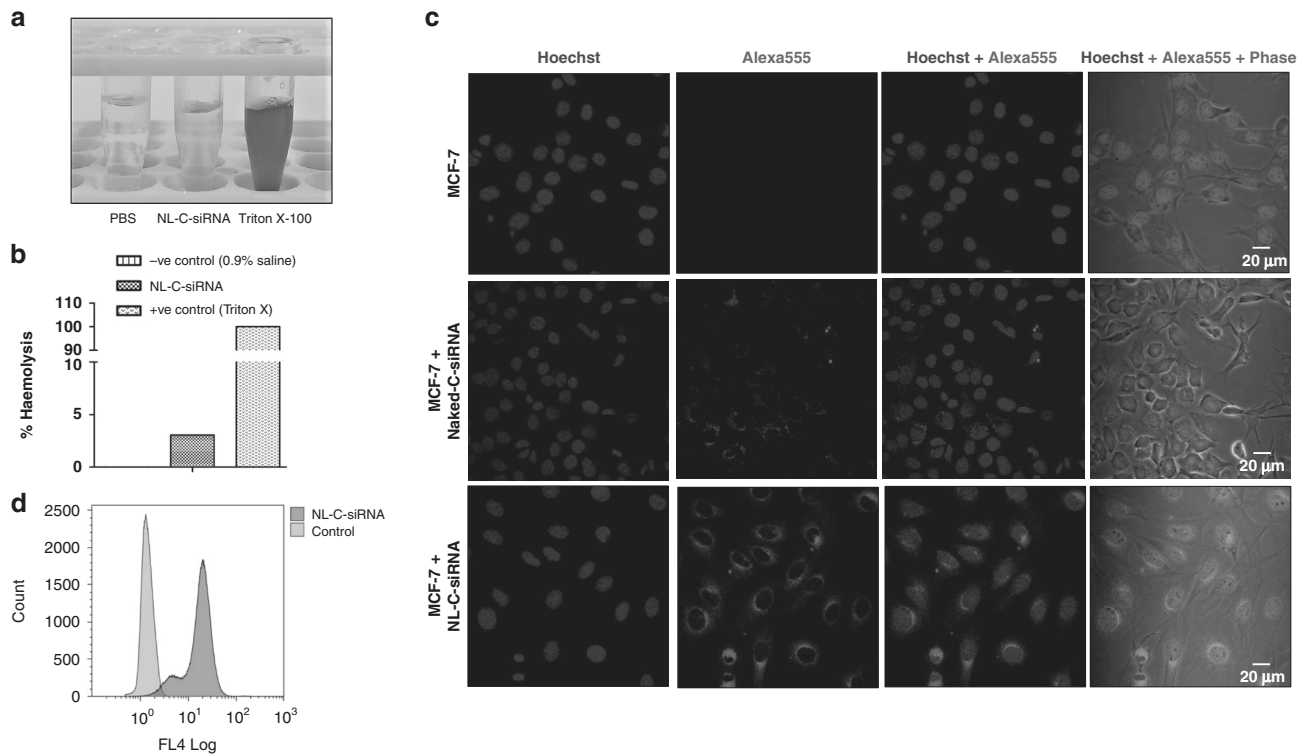 a
PBS NL-C-siRNA Triton X-100
b
–ve control (0.9% saline)
NL-C-siRNA
+ve control (Triton X)
% Haemolysis
110
100
90
10
5
0
d
NL-C-siRNA
Control
Count
2500
2000
1500
1000
500
0
10⁰ 10¹ 10² 10³
FL4 Log
c
Hoechst Alexa555 Hoechst + Alexa555 Hoechst + Alexa555 + Phase
MCF-7
20 µm
MCF-7 +
Naked-C-siRNA
20 µm
MCF-7 +
NL-C-siRNA
20 µm